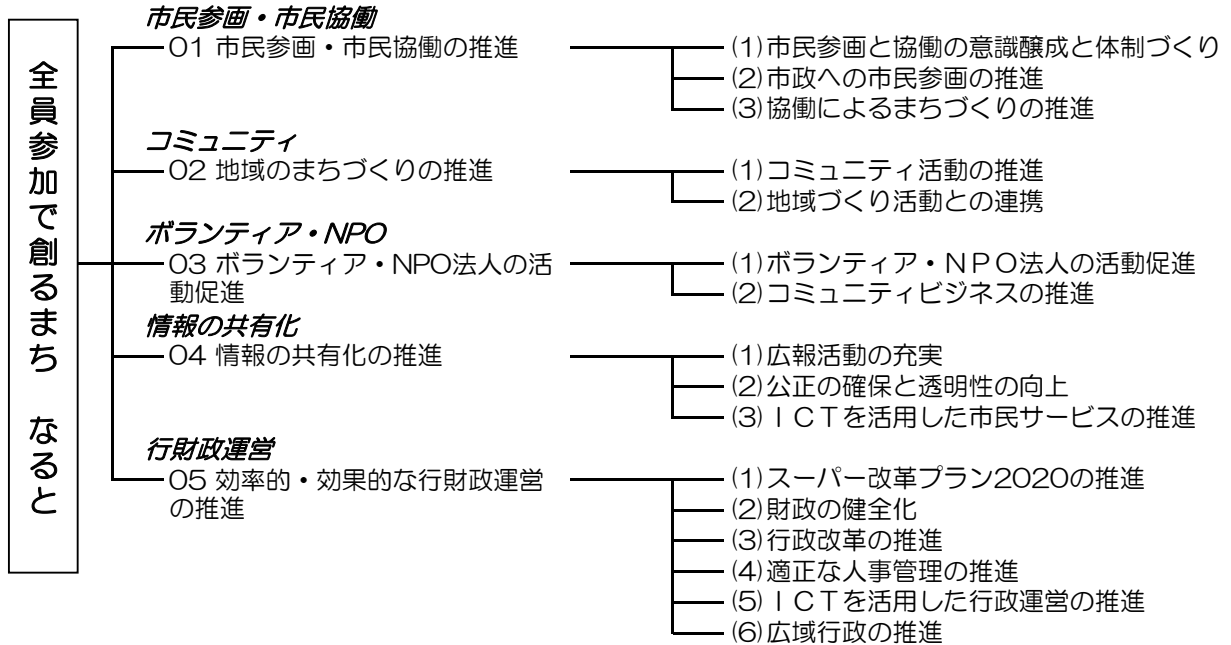 全員参加で創るまち なると
市民参画・市民協働
01 市民参画・市民協働の推進
(1)市民参画と協働の意識醸成と体制づくり
(2)市政への市民参画の推進
(3)協働によるまちづくりの推進
コミュニティ
02 地域のまちづくりの推進
(1)コミュニティ活動の推進
(2)地域づくり活動との連携
ボランティア・NPO
03 ボランティア・NPO法人の活
動促進
(1)ボランティア・ＮＰＯ法人の活動促進
(2)コミュニティビジネスの推進
情報の共有化
04 情報の共有化の推進
(1)広報活動の充実
(2)公正の確保と透明性の向上
(3)ＩＣＴを活用した市民サービスの推進
行財政運営
05 効率的・効果的な行財政運営
の推進
(1)スーパー改革プラン2020の推進
(2)財政の健全化
(3)行政改革の推進
(4)適正な人事管理の推進
(5)ＩＣＴを活用した行政運営の推進
(6)広域行政の推進